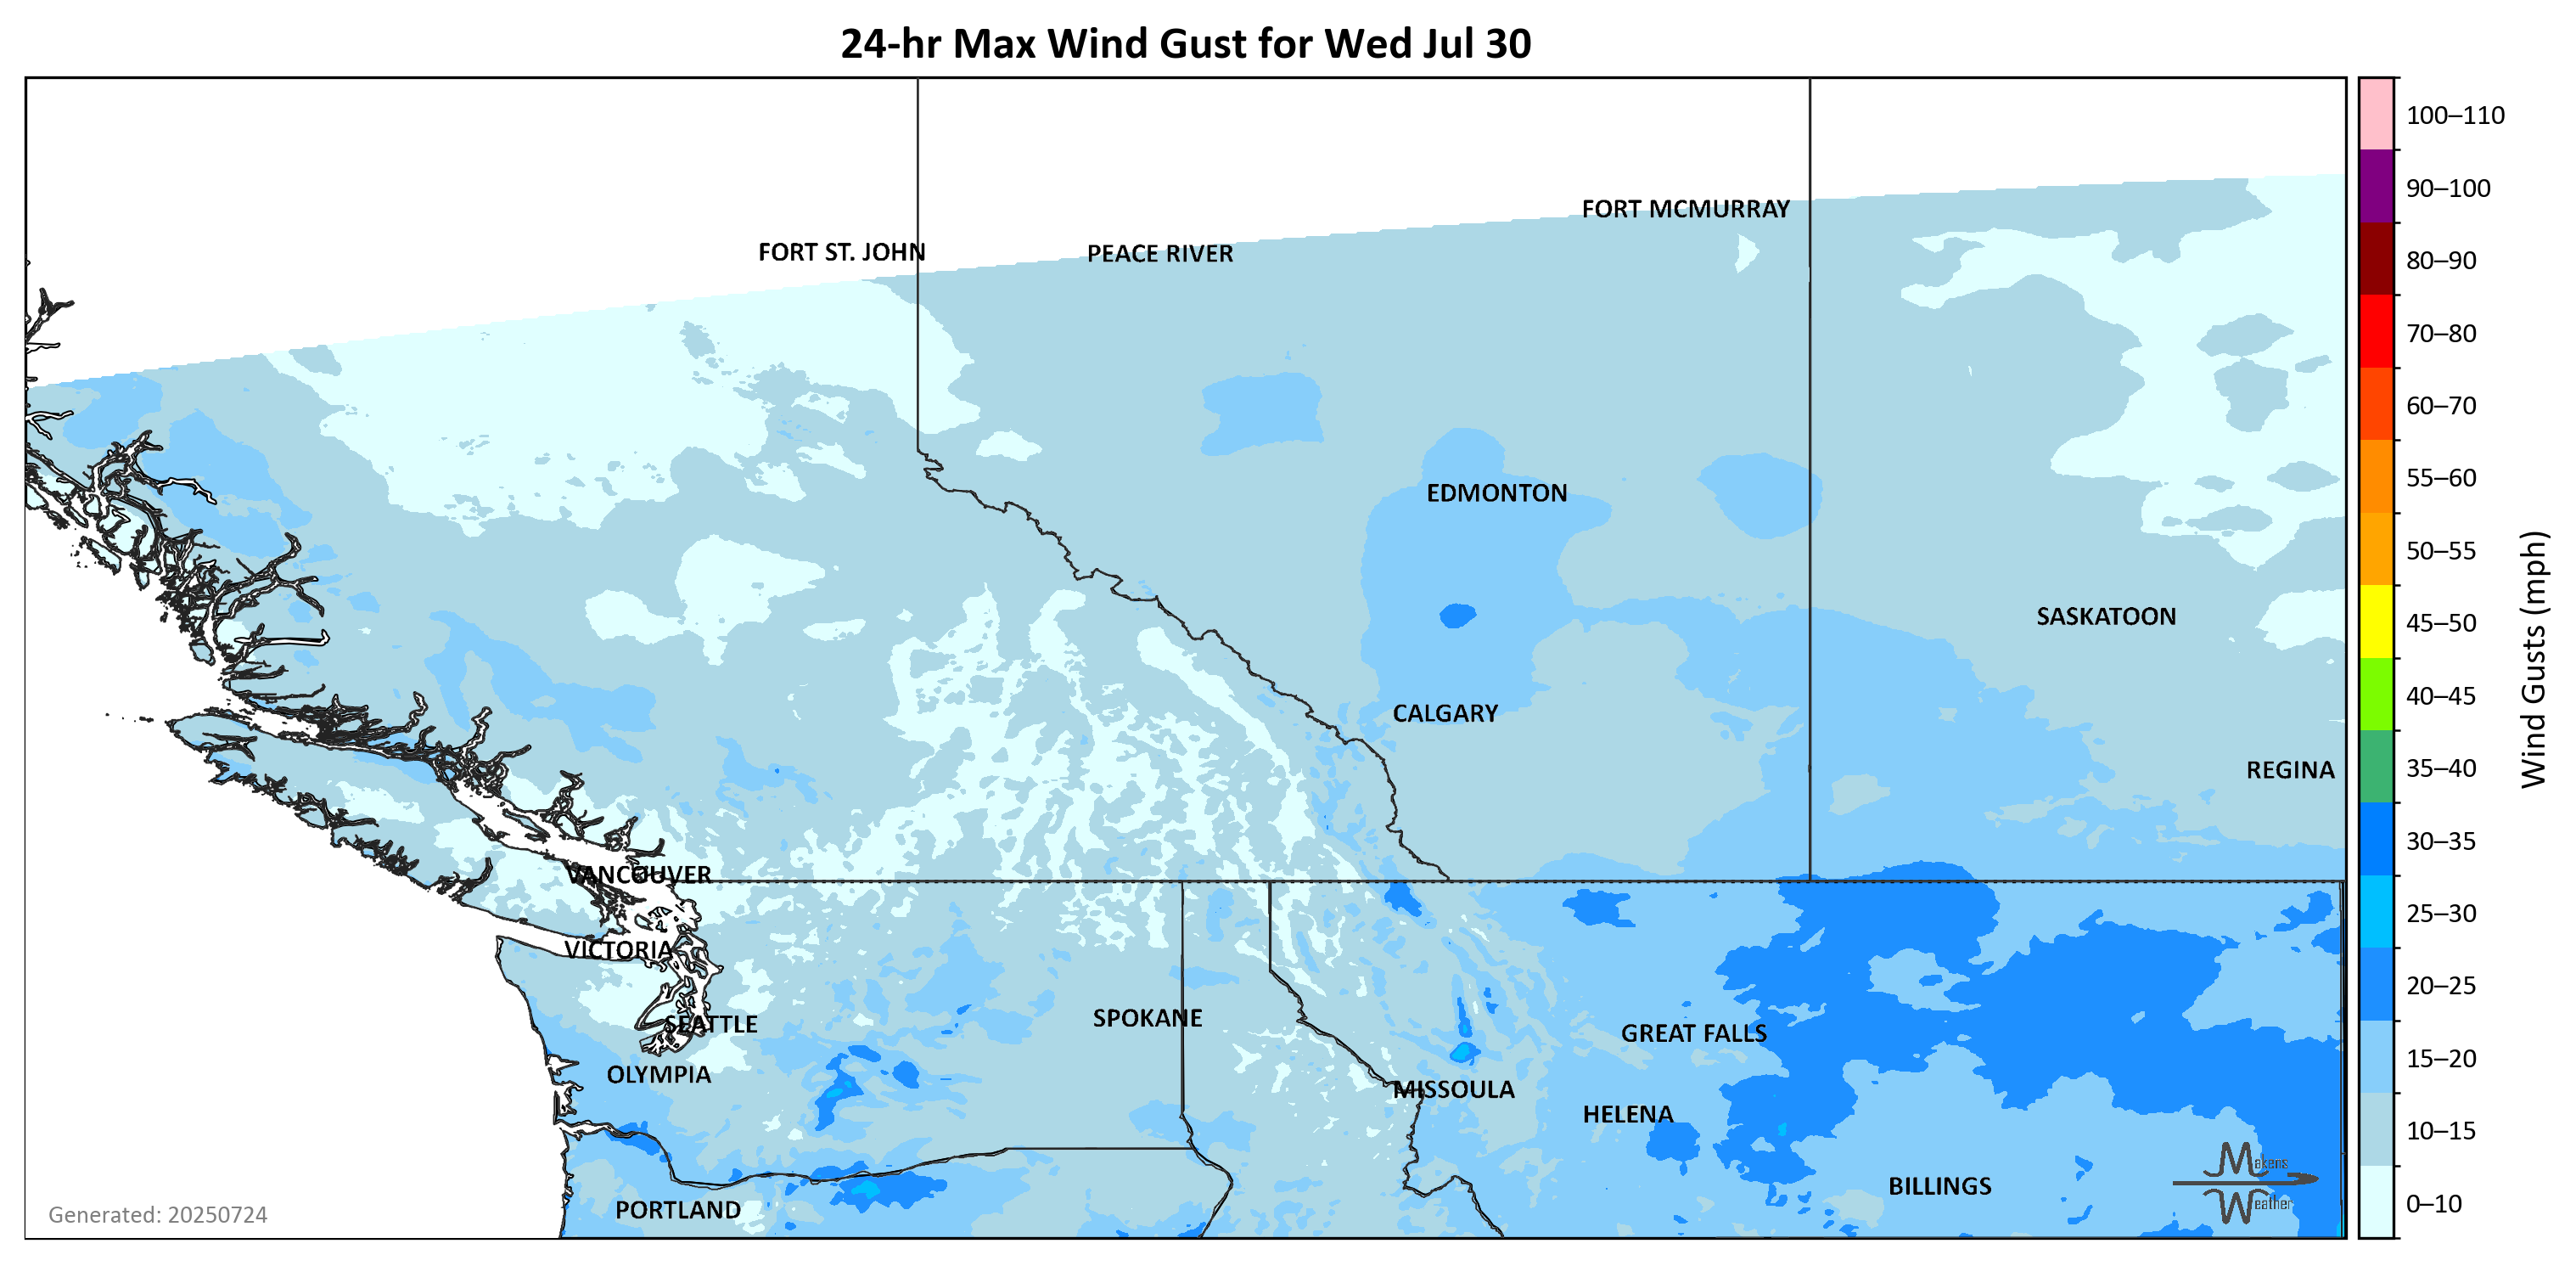 24-hr Max Wind Gust for Wed Jul 30
100–110
90–100
80–90
70–80
60–70
55–60
50–55
45–50
40–45
35–40
30–35
25–30
20–25
15–20
10–15
0–10
Wind Gusts (mph)
FORT MCMURRAY
FORT ST. JOHN
PEACE RIVER
EDMONTON
SASKATOON
CALGARY
REGINA
VANCOUVER
VICTORIA
SEATTLE
SPOKANE
GREAT FALLS
OLYMPIA
MISSOULA
HELENA
BILLINGS
PORTLAND
Makens
Weather
Generated: 20250724